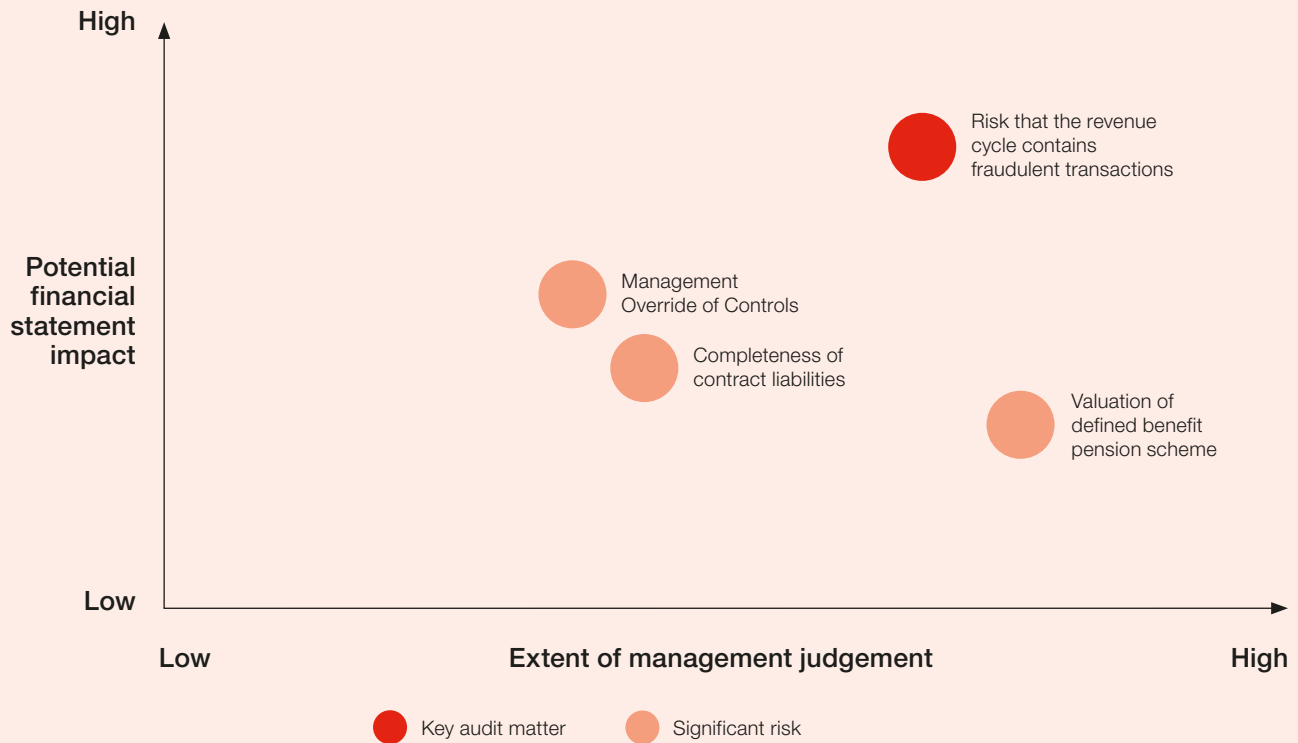 High
Risk that the revenue
cycle contains
fraudulent transactions
Potential
financial
statement
impact
Management
Override of Controls
Completeness of
contract liabilities
Valuation of
defined benefit
pension scheme
Low
Low
Extent of management judgement
High
Key audit matter
Significant risk